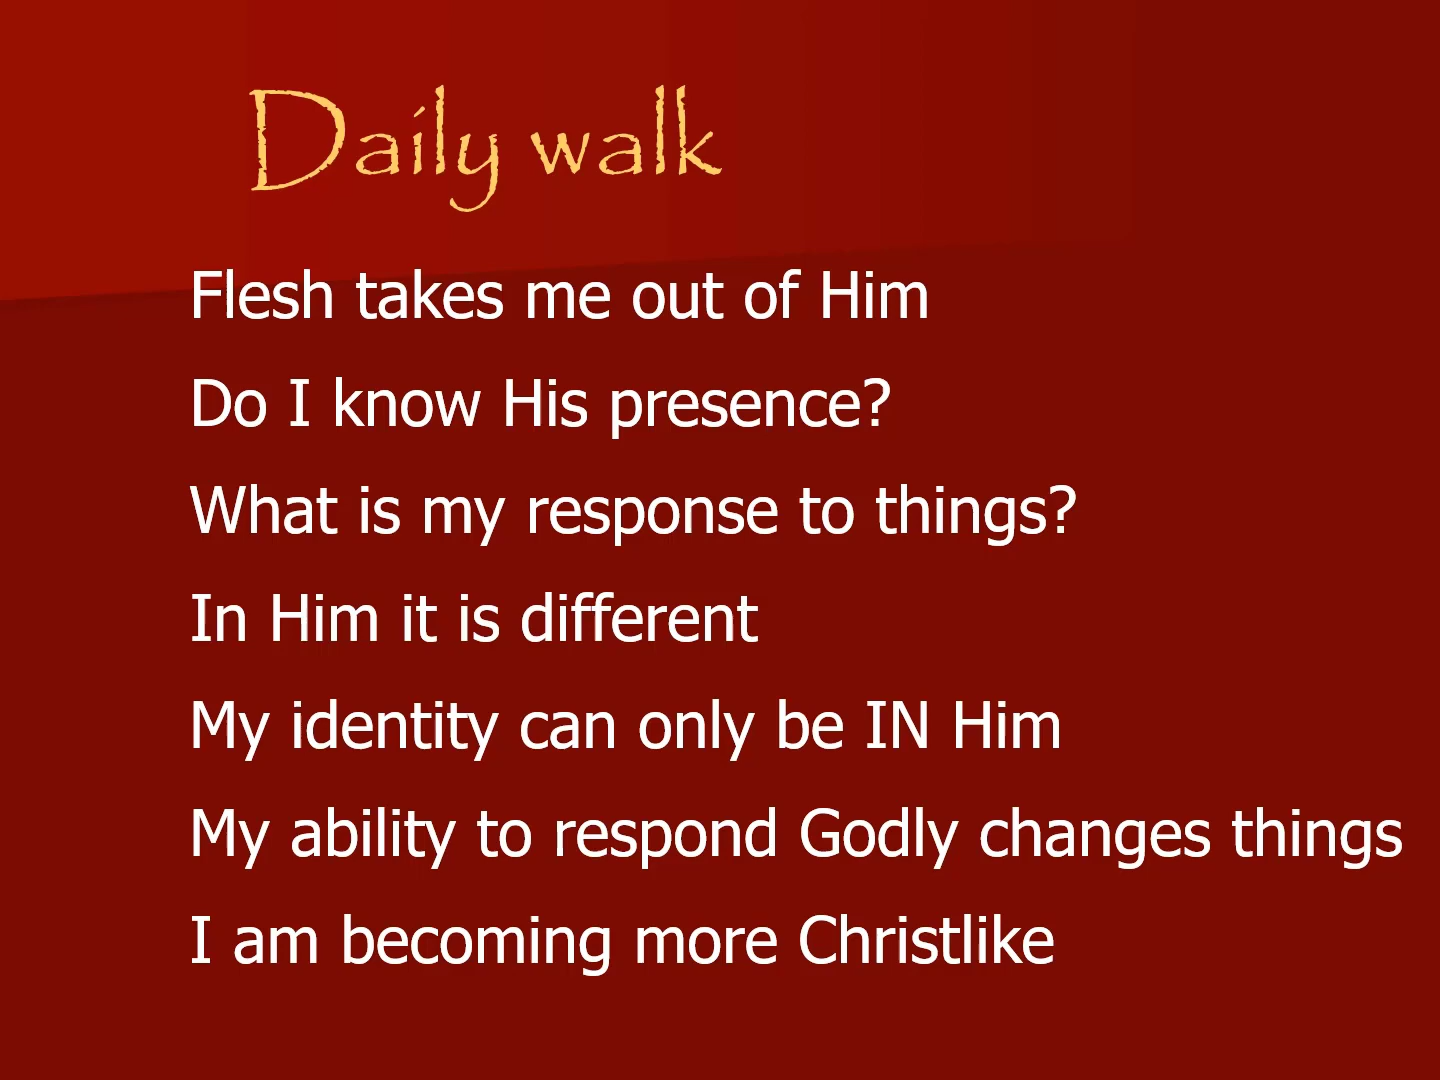 Daily walk
Flesh takes me out of Him
Do I know His presence?
What is my response to things?
In Him it is different
My identity can only be IN Him
My ability to respond Godly changes things
I am becoming more Christlike